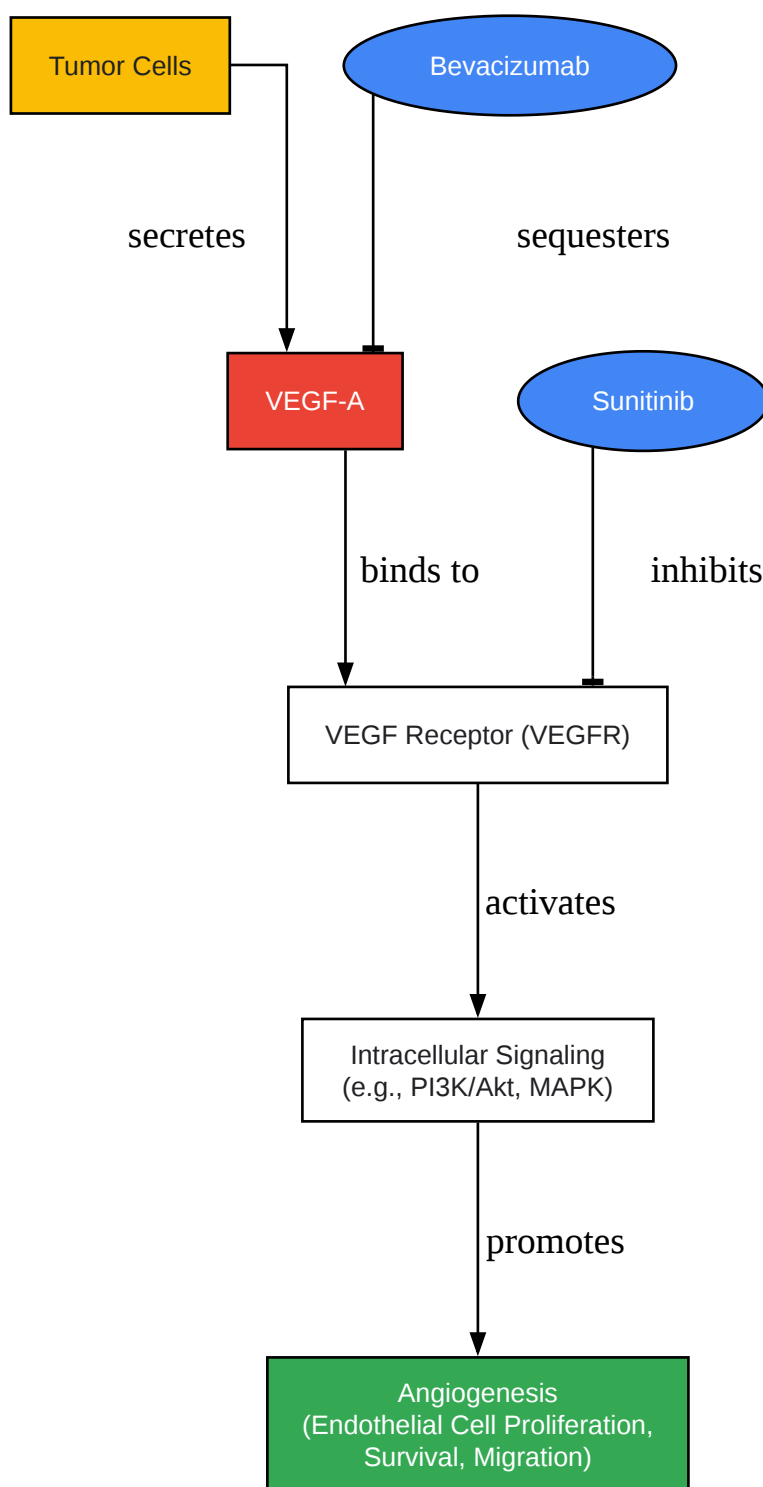 Tumor Cells
Bevacizumab
secretes
sequesters
VEGF-A
Sunitinib
binds to
inhibits
VEGF Receptor (VEGFR)
activates
Intracellular Signaling
(e.g., PI3K/Akt, MAPK)
promotes
Angiogenesis
(Endothelial Cell Proliferation,
Survival, Migration)